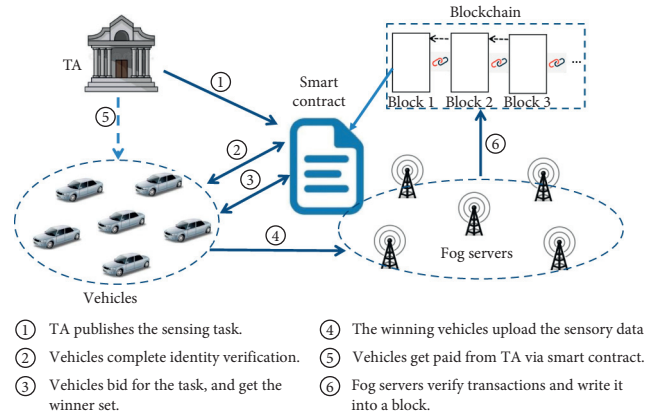 Blockchain
TA
①
Smart
contract
Block 1 Block 2 Block 3
...
⑤
②
③
⑥
④
Vehicles
Fog servers
① TA publishes the sensing task.
② Vehicles complete identity verification.
③ Vehicles bid for the task, and get the
winner set.
④ The winning vehicles upload the sensory data
⑤ Vehicles get paid from TA via smart contract.
⑥ Fog servers verify transactions and write it
into a block.